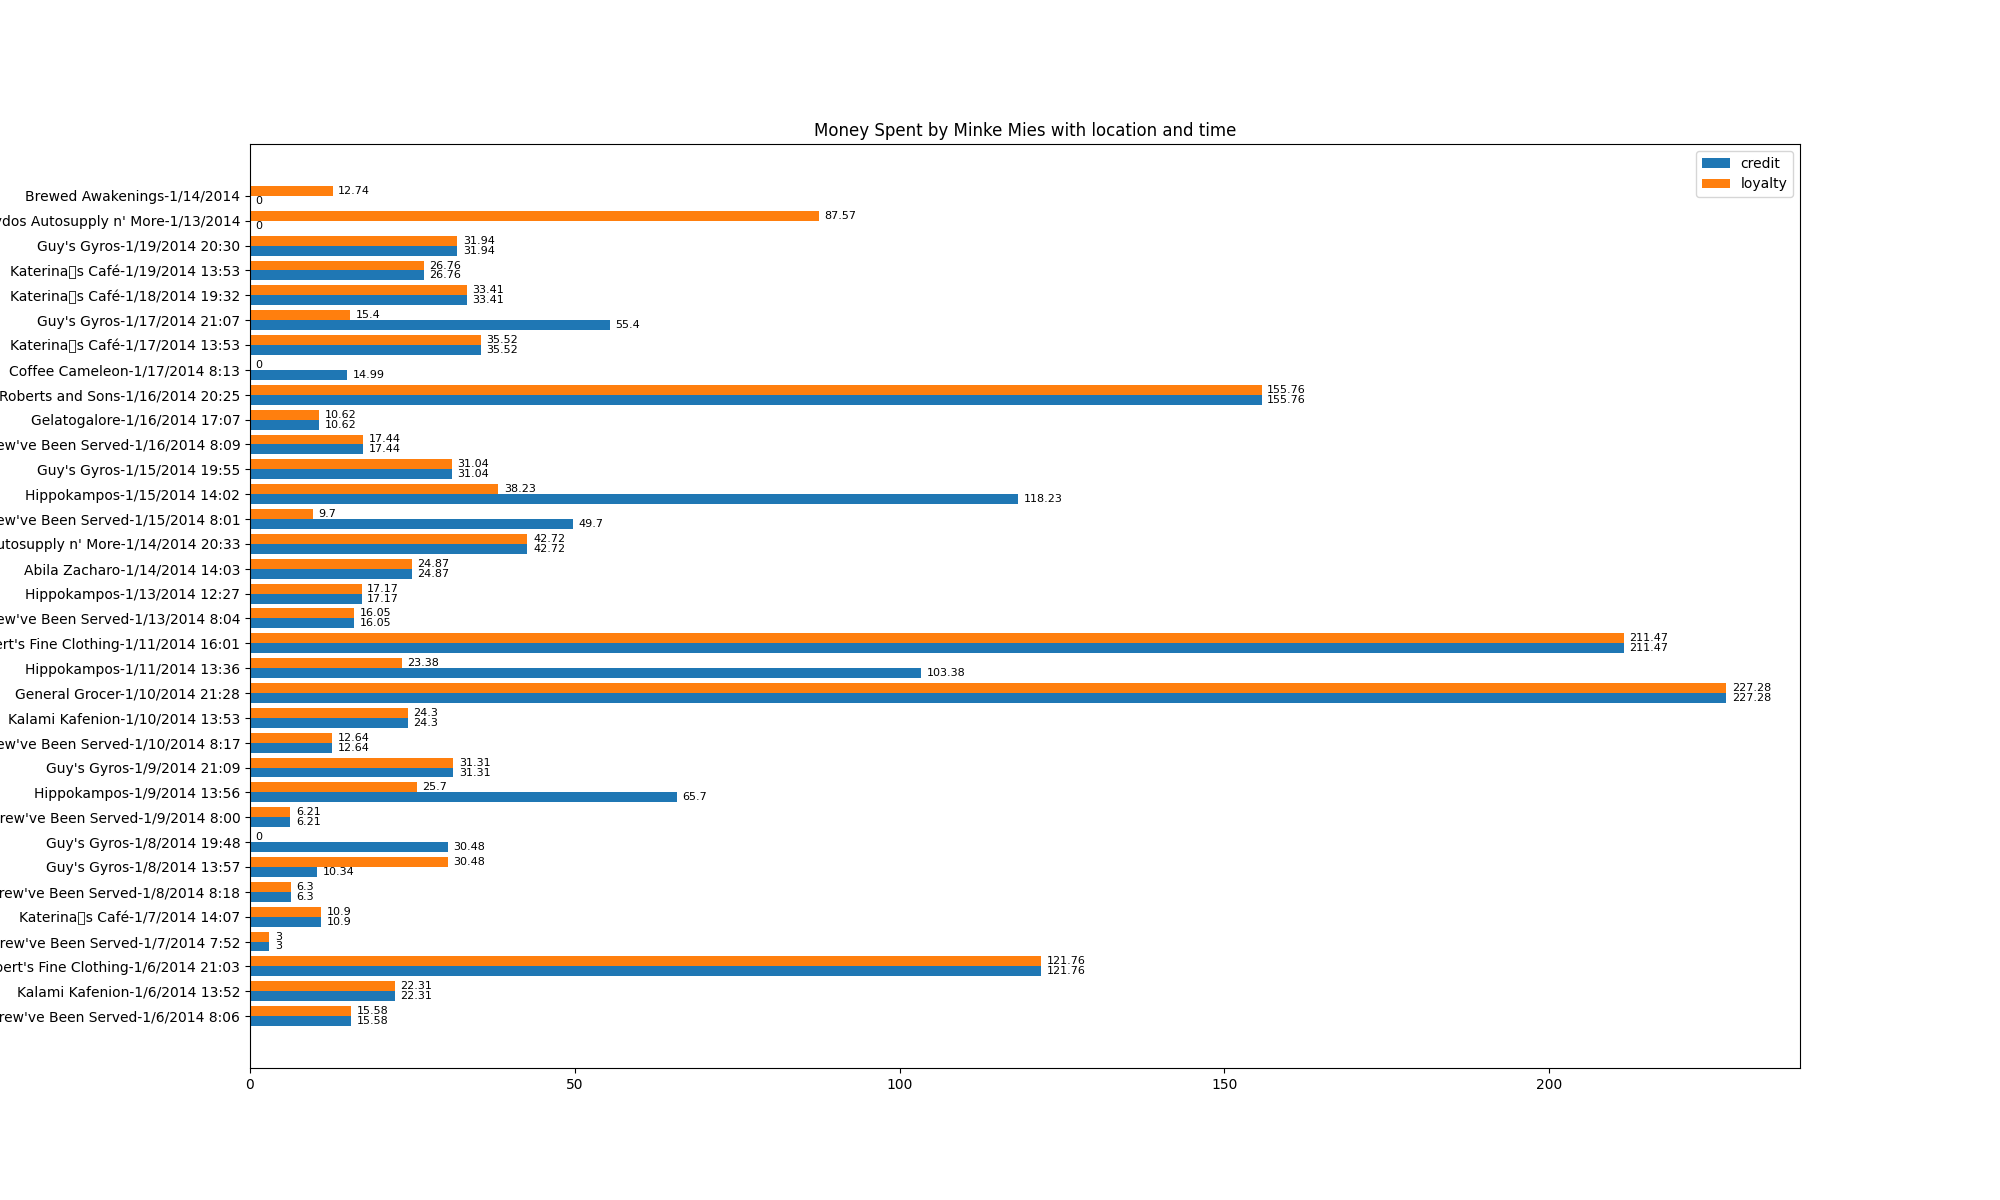 Money Spent by Minke Mies with location and time
credit
loyalty
Brewed Awakenings-1/14/2014
12.74
0
dos Autosupply n' More-1/13/2014
87.57
0
Guy's Gyros-1/19/2014 20:30
31.94
31.94
Katerina▯s Café-1/19/2014 13:53
26.76
26.76
Katerina▯s Café-1/18/2014 19:32
33.41
33.41
Guy's Gyros-1/17/2014 21:07
15.4
55.4
Katerina▯s Café-1/17/2014 13:53
35.52
35.52
Coffee Cameleon-1/17/2014 8:13
0
14.99
Roberts and Sons-1/16/2014 20:25
155.76
155.76
Gelatogalore-1/16/2014 17:07
10.62
10.62
ew've Been Served-1/16/2014 8:09
17.44
17.44
Guy's Gyros-1/15/2014 19:55
31.04
31.04
Hippokampos-1/15/2014 14:02
38.23
118.23
ew've Been Served-1/15/2014 8:01
9.7
49.7
utosupply n' More-1/14/2014 20:33
42.72
42.72
Abila Zacharo-1/14/2014 14:03
24.87
24.87
Hippokampos-1/13/2014 12:27
17.17
17.17
ew've Been Served-1/13/2014 8:04
16.05
16.05
ert's Fine Clothing-1/11/2014 16:01
211.47
211.47
Hippokampos-1/11/2014 13:36
23.38
103.38
General Grocer-1/10/2014 21:28
227.28
227.28
Kalami Kafenion-1/10/2014 13:53
24.3
24.3
ew've Been Served-1/10/2014 8:17
12.64
12.64
Guy's Gyros-1/9/2014 21:09
31.31
31.31
Hippokampos-1/9/2014 13:56
25.7
65.7
rew've Been Served-1/9/2014 8:00
6.21
6.21
Guy's Gyros-1/8/2014 19:48
0
30.48
Guy's Gyros-1/8/2014 13:57
30.48
10.34
rew've Been Served-1/8/2014 8:18
6.3
6.3
Katerina▯s Café-1/7/2014 14:07
10.9
10.9
rew've Been Served-1/7/2014 7:52
3
3
bert's Fine Clothing-1/6/2014 21:03
121.76
121.76
Kalami Kafenion-1/6/2014 13:52
22.31
22.31
rew've Been Served-1/6/2014 8:06
15.58
15.58
0 50 100 150 200